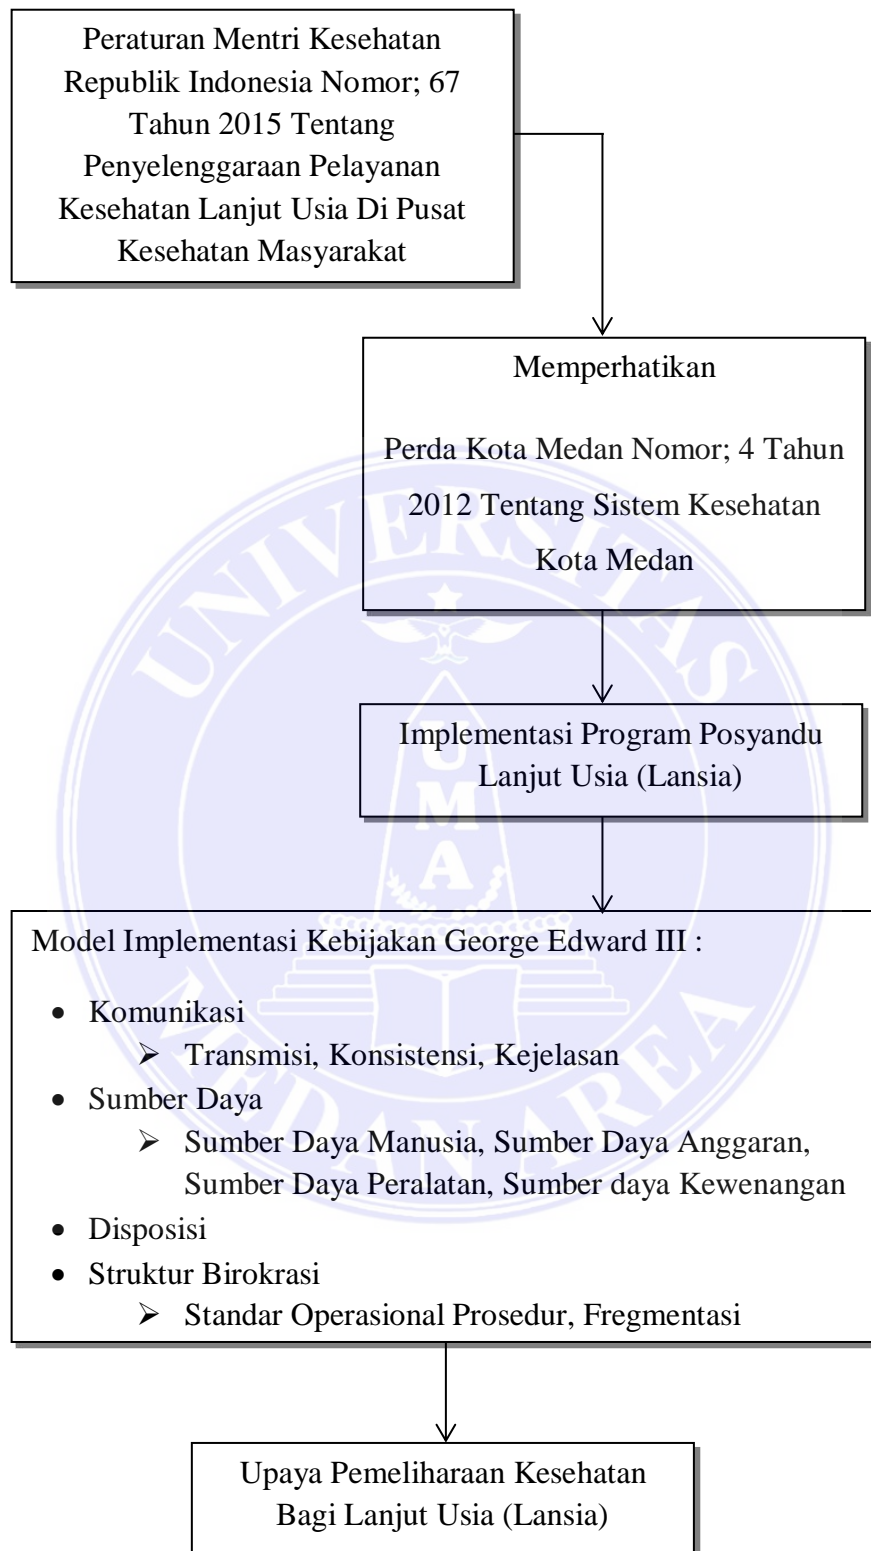 Peraturan Mentri Kesehatan
Republik Indonesia Nomor; 67
Tahun 2015 Tentang
Penyelenggaraan Pelayanan
Kesehatan Lanjut Usia Di Pusat
Kesehatan Masyarakat
Memperhatikan
Perda Kota Medan Nomor; 4 Tahun
2012 Tentang Sistem Kesehatan
Kota Medan
UNIVERSITAS
UMA
MEDAN AREA
Implementasi Program Posyandu
Lanjut Usia (Lansia)
Model Implementasi Kebijakan George Edward III :
• Komunikasi
➢ Transmisi, Konsistensi, Kejelasan
• Sumber Daya
➢ Sumber Daya Manusia, Sumber Daya Anggaran,
Sumber Daya Peralatan, Sumber daya Kewenangan
• Disposisi
• Struktur Birokrasi
➢ Standar Operasional Prosedur, Fregmentasi
Upaya Pemeliharaan Kesehatan
Bagi Lanjut Usia (Lansia)